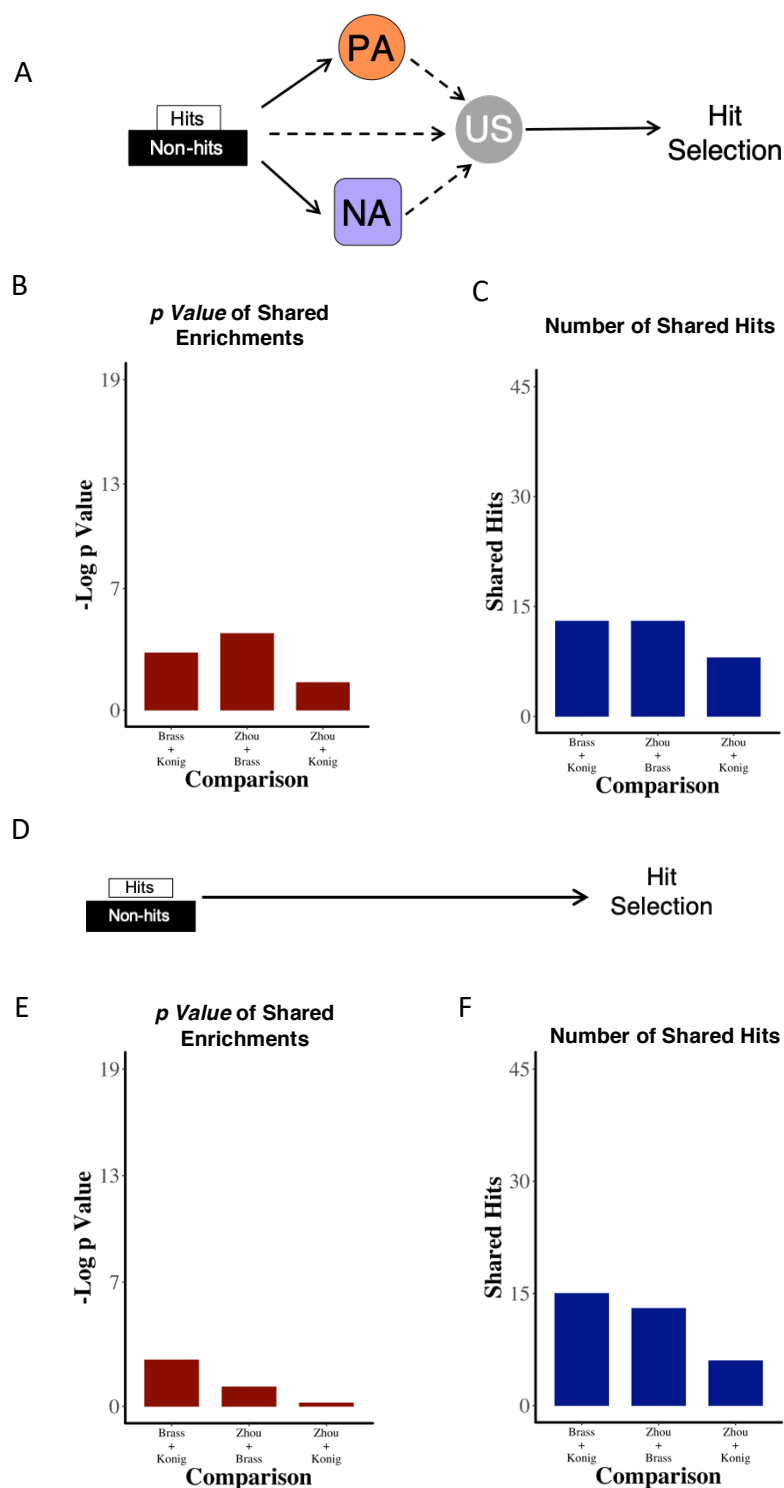 A
PA
Hits
Non-hits
US
Hit
Selection
NA
B
p Value of Shared
Enrichments
-Log p Value
19
13
7
0
Brass
+
Konig
Zhou
+
Brass
Zhou
+
Konig
Comparison
C
Number of Shared Hits
Shared Hits
45
30
15
0
Brass
+
Konig
Zhou
+
Brass
Zhou
+
Konig
Comparison
D
Hits
Non-hits
Hit
Selection
E
p Value of Shared
Enrichments
-Log p Value
19
13
7
0
Brass
+
Konig
Zhou
+
Brass
Zhou
+
Konig
Comparison
F
Number of Shared Hits
Shared Hits
45
30
15
0
Brass
+
Konig
Zhou
+
Brass
Zhou
+
Konig
Comparison